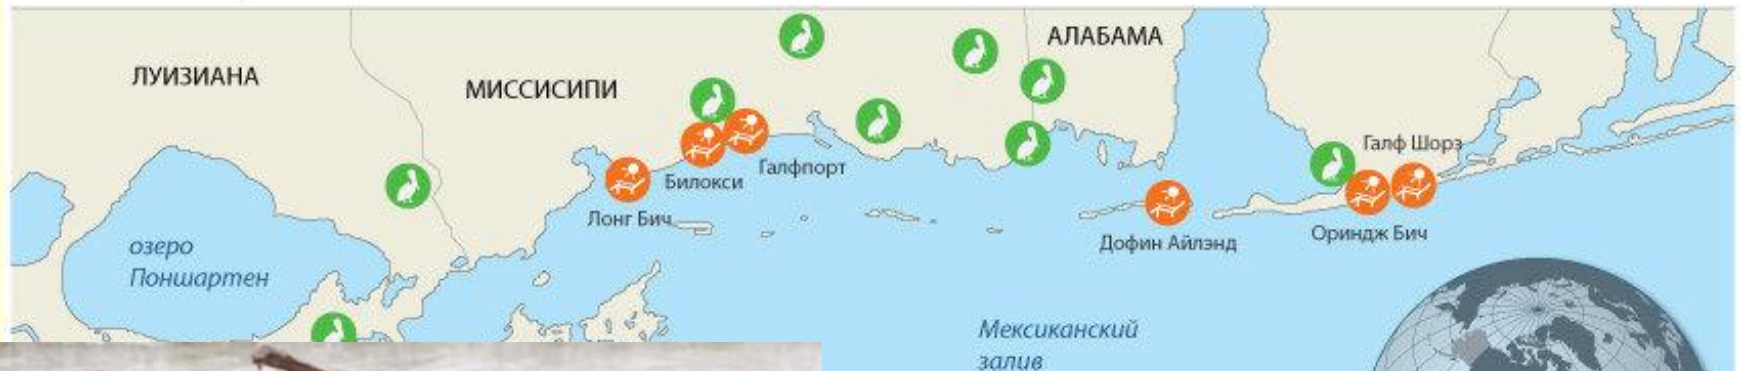 АЛАБАМА
ЛУИЗИАНА
МИССИСИПИ
Галф Шорз
Галфпорт
Билокси
Лонг Бич
Ориндж Бич
Дофин Айлэнд
озеро
Поншартен
Мексиканский
залив